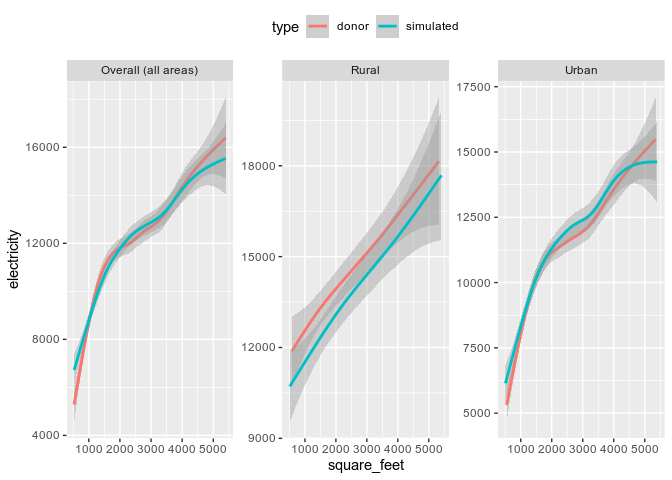 type donor simulated
Overall (all areas) Rural Urban
electricity
16000
12000
8000
4000
18000
15000
12000
9000
17500
15000
12500
10000
7500
5000
1000 2000 3000 4000 5000 1000 2000 3000 4000 5000 1000 2000 3000 4000 5000
square_feet